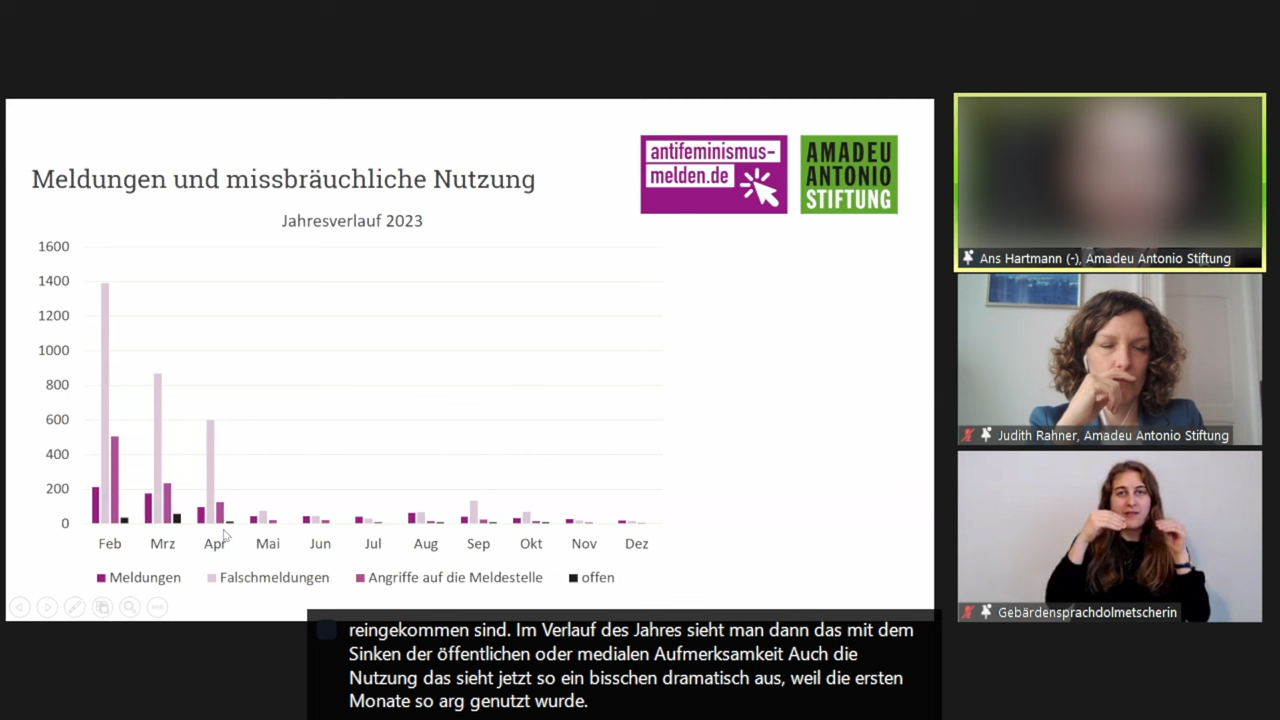 Meldungen und missbräuchliche Nutzung
antifeminismus-
melden.de
AMADEU
ANTONIO
STIFTUNG
Jahresverlauf 2023
1600
1400
1200
1000
800
600
400
200
0
Feb Mrz Apr Mai Jun Jul Aug Sep Okt Nov Dez
Meldungen Falschmeldungen Angriffe auf die Meldestelle offen
Ans Hartmann (-), Amadeu Antonio Stiftung
Judith Rahner, Amadeu Antonio Stiftung
Gebärdensprachdolmetscherin
reingekommen sind. Im Verlauf des Jahres sieht man dann das mit dem
Sinken der öffentlichen oder medialen Aufmerksamkeit Auch die
Nutzung das sieht jetzt so ein bisschen dramatisch aus, weil die ersten
Monate so arg genutzt wurde.